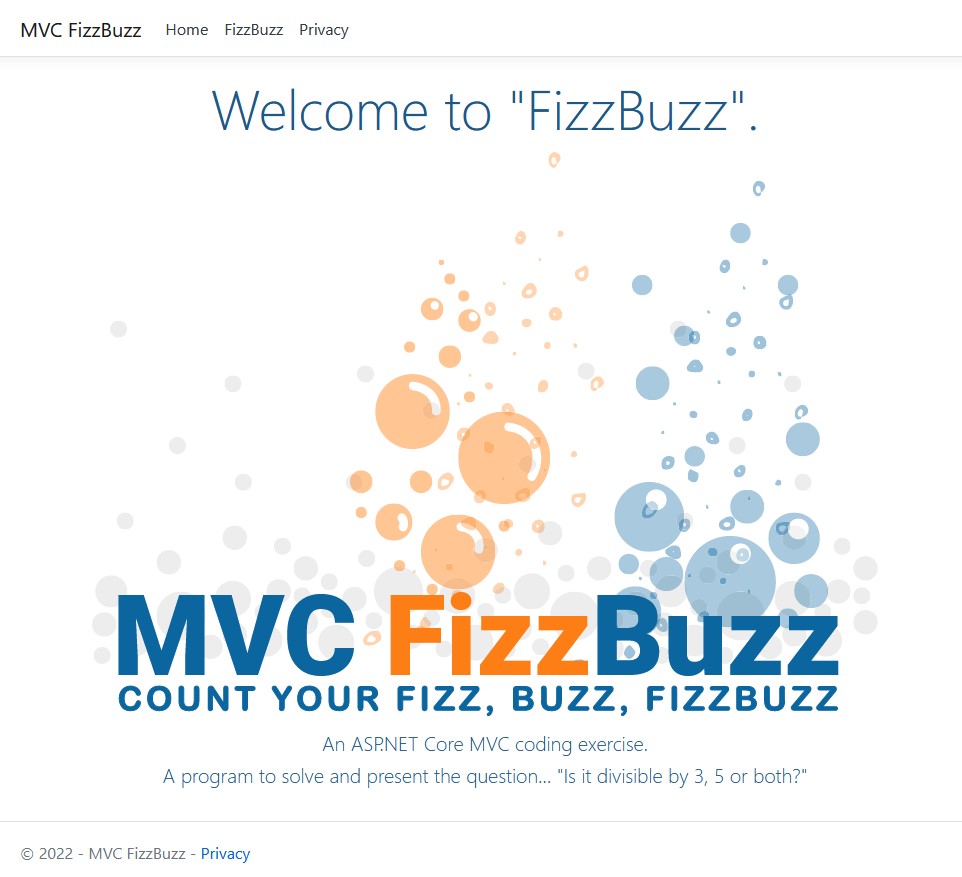 MVC FizzBuzz Home FizzBuzz Privacy
Welcome to "FizzBuzz".
MVC FizzBuzz
COUNT YOUR FIZZ, BUZZ, FIZZBUZZ
An ASP.NET Core MVC coding exercise.
A program to solve and present the question... "Is it divisible by 3, 5 or both?"
© 2022 - MVC FizzBuzz - Privacy